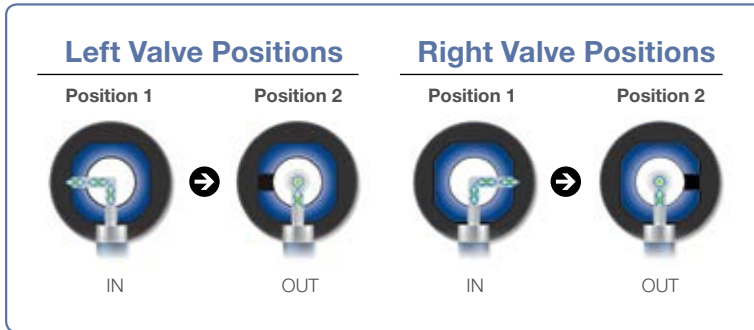 Left Valve Positions
Position 1 Position 2
IN OUT
Right Valve Positions
Position 1 Position 2
IN OUT